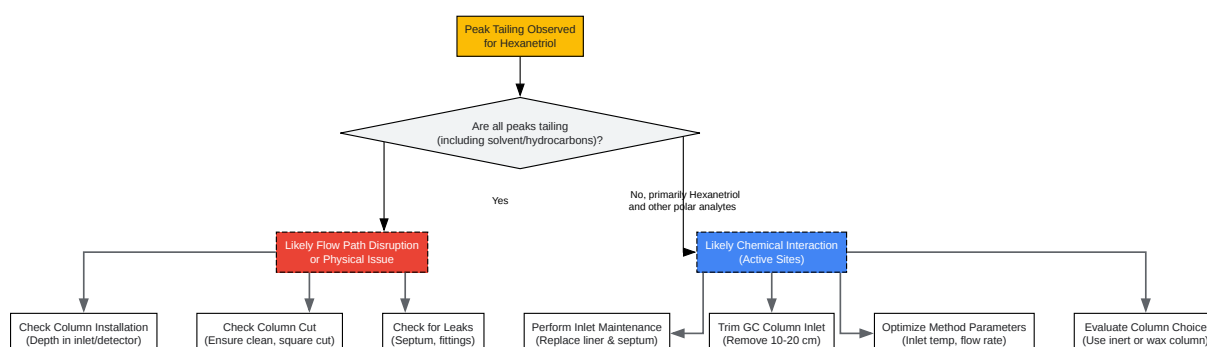 Peak Tailing Observed
for Hexanetriol
Are all peaks tailing
(including solvent/hydrocarbons)?
Yes
No, primarily Hexanetriol
and other polar analytes
Likely Flow Path Disruption
or Physical Issue
Likely Chemical Interaction
(Active Sites)
Check Column Installation
(Depth in inlet/detector)
Check Column Cut
(Ensure clean, square cut)
Check for Leaks
(Septum, fittings)
Perform Inlet Maintenance
(Replace liner & septum)
Trim GC Column Inlet
(Remove 10-20 cm)
Optimize Method Parameters
(Inlet temp, flow rate)
Evaluate Column Choice
(Use inert or wax column)